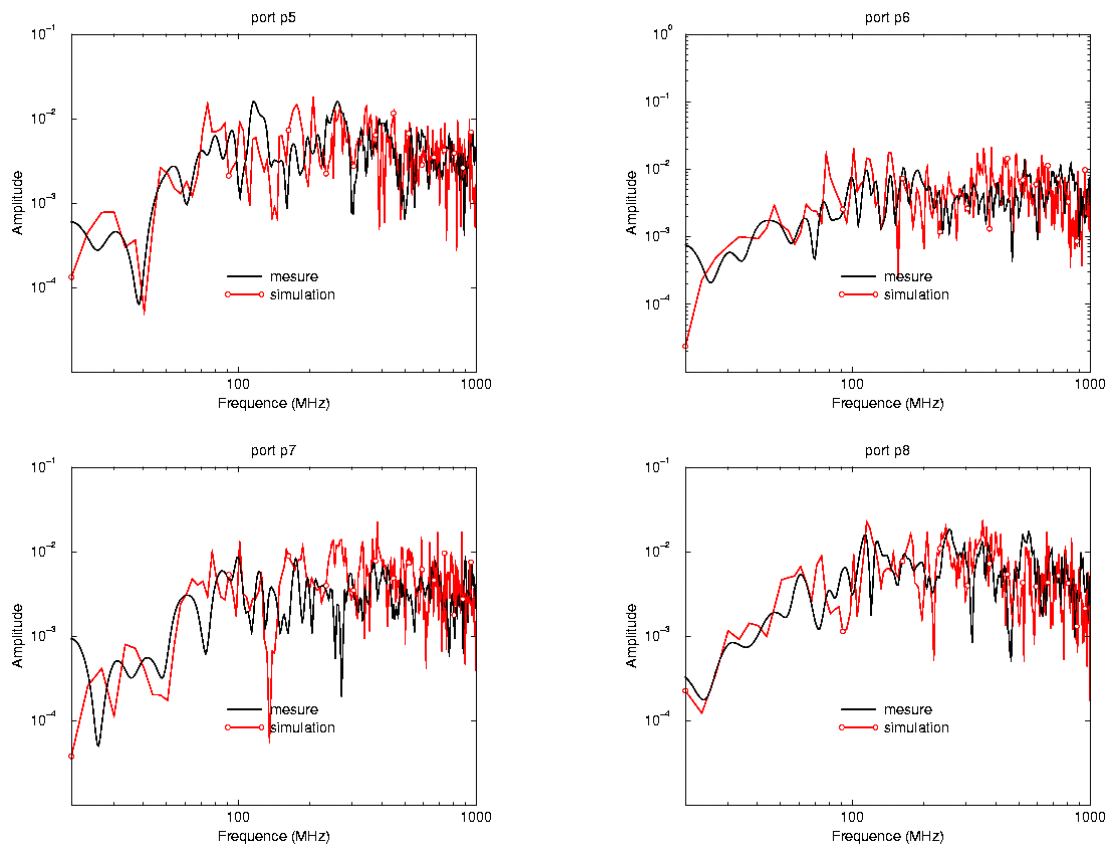 port p5
10⁻¹
10⁻²
10⁻³
10⁻⁴
Amplitude
mesure
simulation
100
1000
Frequence (MHz)
port p6
10⁰
10⁻¹
10⁻²
10⁻³
10⁻⁴
Amplitude
mesure
simulation
100
1000
Frequence (MHz)
port p7
10⁻¹
10⁻²
10⁻³
10⁻⁴
Amplitude
mesure
simulation
100
1000
Frequence (MHz)
port p8
10⁻¹
10⁻²
10⁻³
10⁻⁴
Amplitude
mesure
simulation
100
1000
Frequence (MHz)